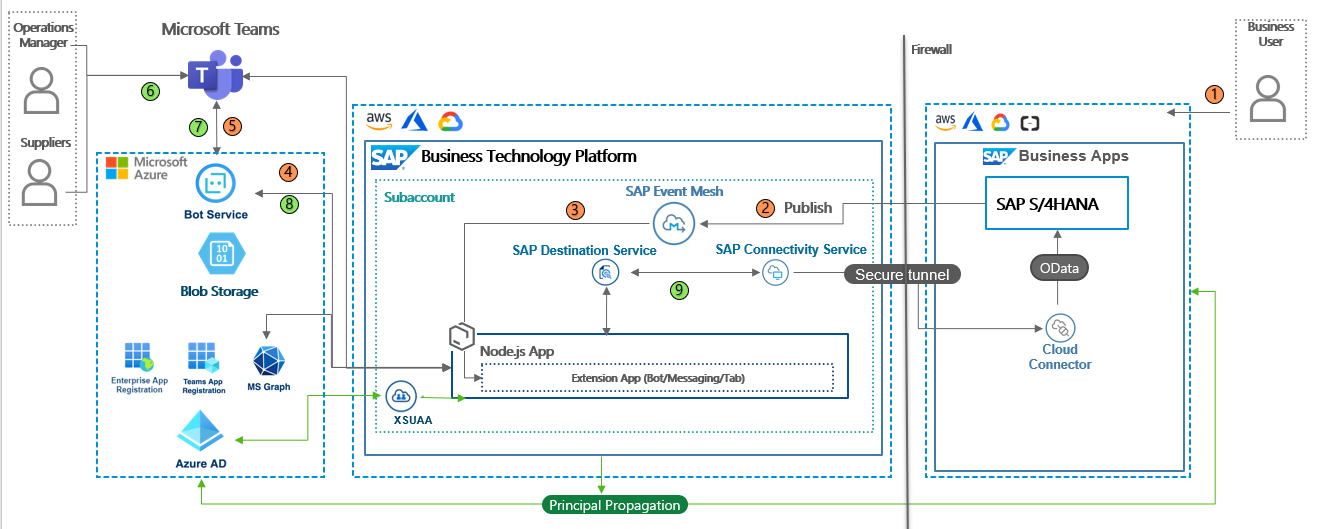 Operations
Manager
Suppliers
Microsoft Teams
T
6
7
5
Microsoft
Azure
4
8
Bot Service
10
01
Blob Storage
Enterprise App
Registration
Teams App
Registration
MS Graph
Azure AD
aws
SAP
Business Technology Platform
Subaccount
SAP Event Mesh
M
3
2
Publish
SAP Destination Service
SAP Connectivity Service
9
Node.js App
Extension App (Bot/Messaging/Tab)
XSUAA
Principal Propagation
Firewall
Secure tunnel
aws
SAP
Business Apps
SAP S/4HANA
OData
Cloud
Connector
1
Business
User